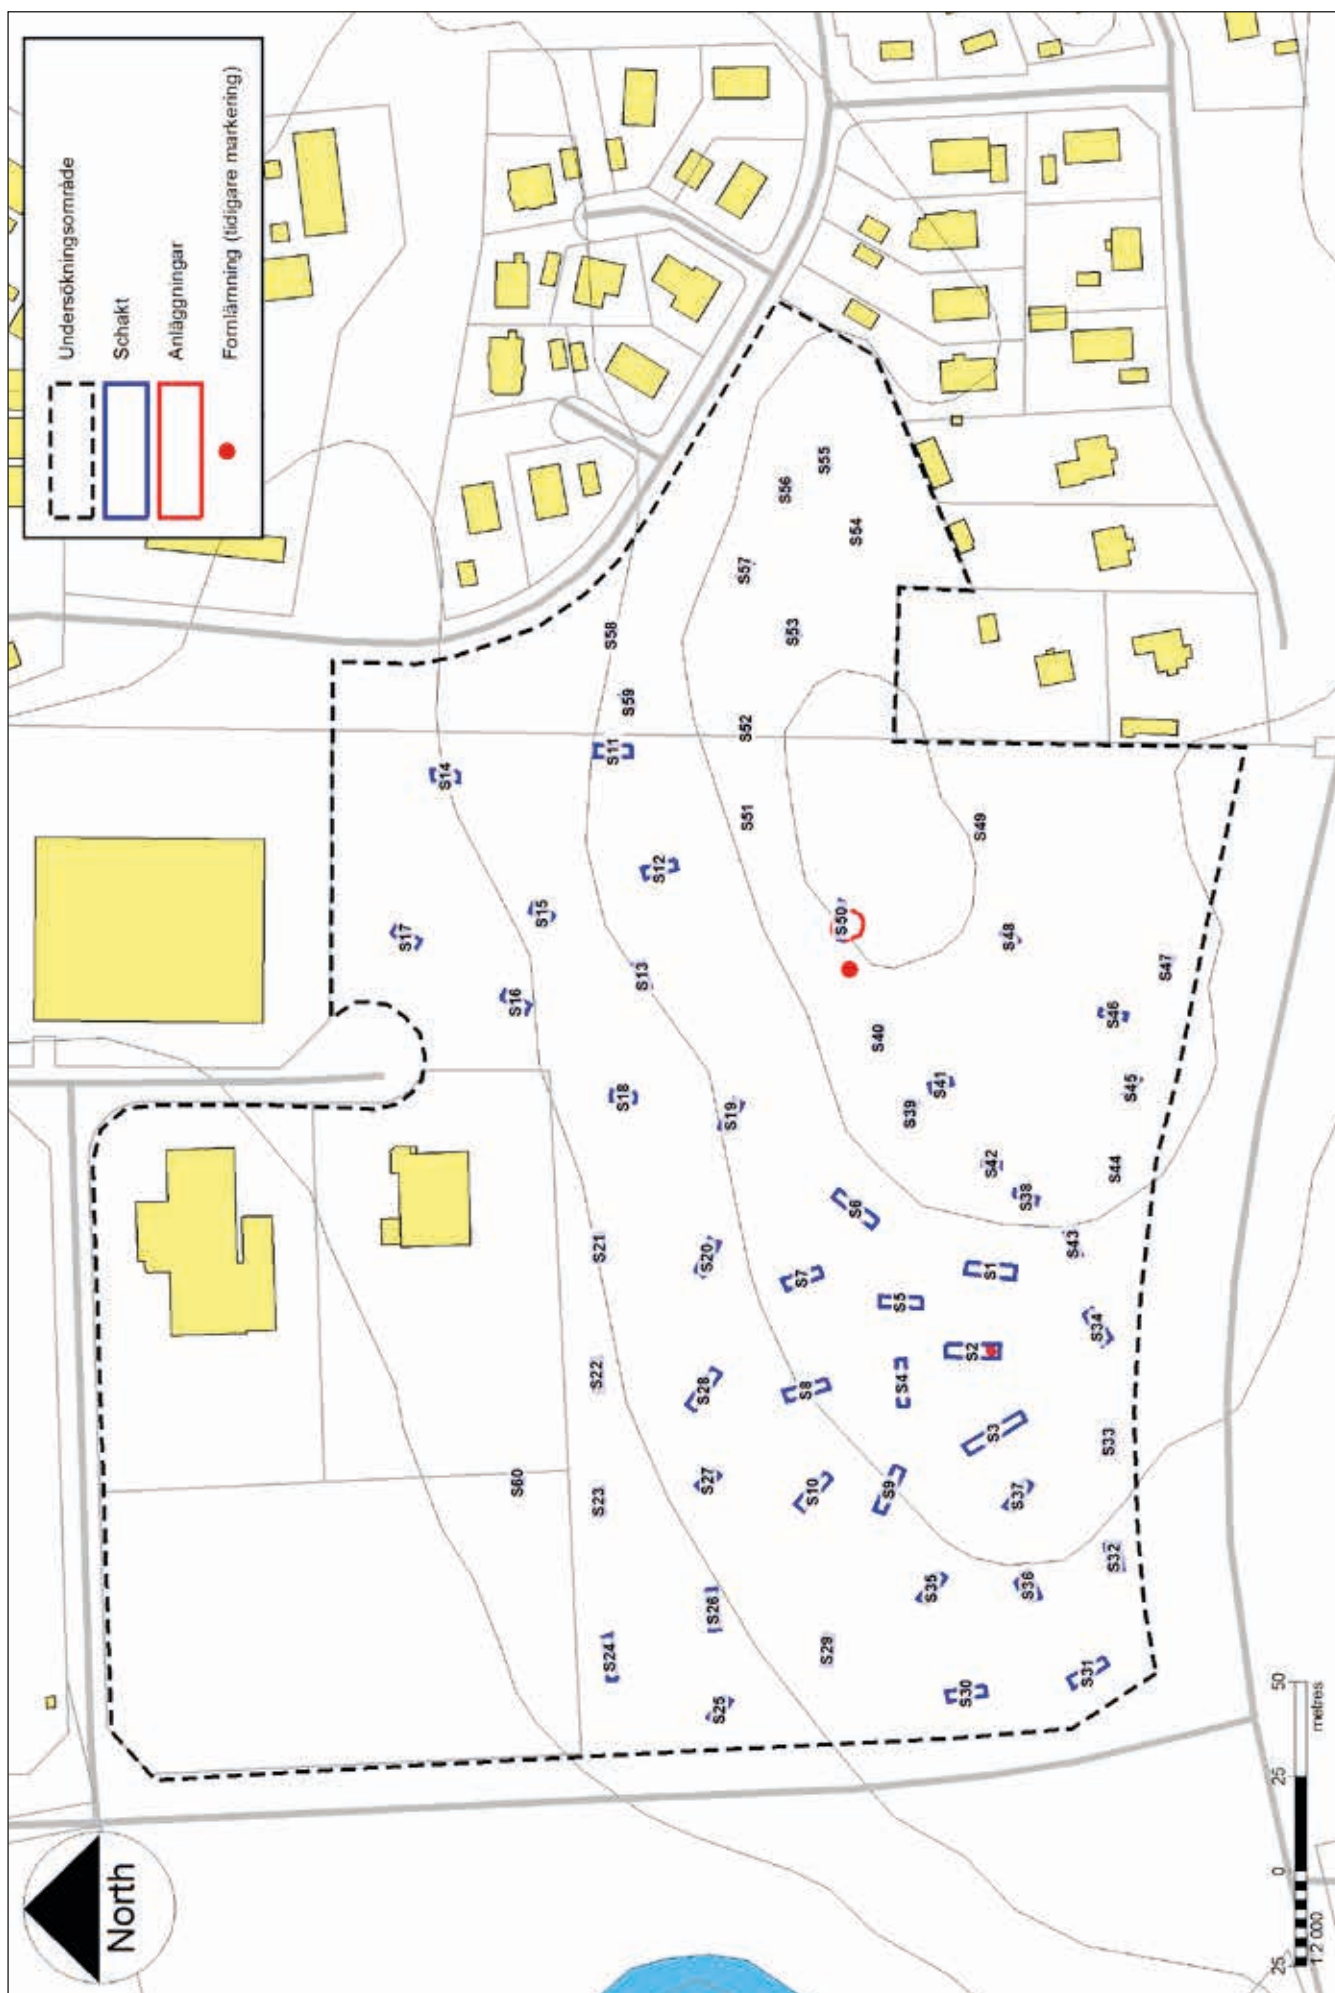 Undersökningsområde
Schakt
Anläggningar
Fornlämning (tidigare markering)
North
S14
S17
S15
S16
S11
S58
S59
S12
S13
S18
S19
S21
S20
S22
S28
S60
S23
S27
S24
S26
S25
S57
S56
S55
S54
S53
S52
S51
S50
S49
S48
S47
S46
S45
S44
S40
S41
S39
S42
S38
S43
S6
S7
S5
S1
S2
S4
S8
S34
S3
S33
S10
S9
S37
S32
S35
S36
S29
S30
S31
25 0 25 50
1:2 000 metres